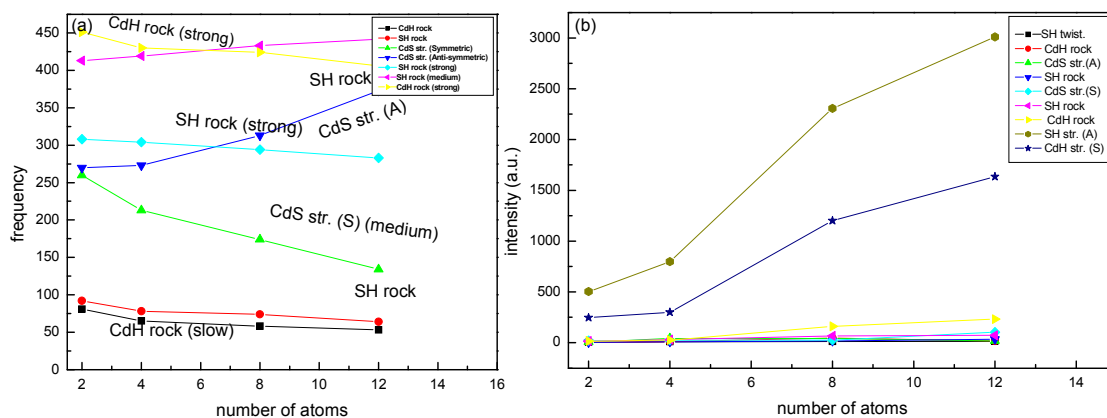 (a)
CdH rock (strong)
CdH rock
SH rock
CdS str. (Symmetric)
CdS str. (Anti-symmetric)
SH rock (strong)
SH rock (medium)
CdH rock (strong)
SH rock
CdS str. (A)
SH rock (strong)
CdS str. (S) (medium)
SH rock
CdH rock (slow)
450
400
350
300
250
200
150
100
50
0
frequency
2 4 6 8 10 12 14 16
number of atoms
(b)
SH twist.
CdH rock
CdS str.(A)
SH rock
CdS str.(S)
SH rock
CdH rock
SH str. (A)
CdH str. (S)
3000
2500
2000
1500
1000
500
0
intensity (a.u.)
2 4 6 8 10 12 14
number of atoms